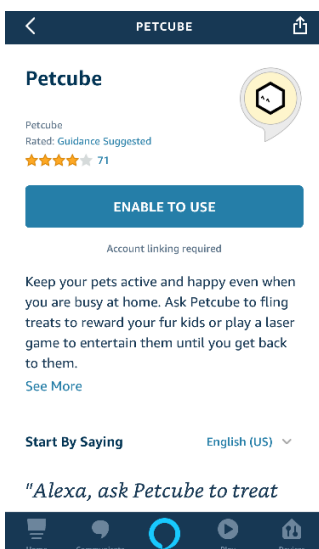 PETCUBE
Petcube
Petcube
Rated: Guidance Suggested
71
ENABLE TO USE
Account linking required
Keep your pets active and happy even when
you are busy at home. Ask Petcube to fling
treats to reward your fur kids or play a laser
game to entertain them until you get back
to them.
See More
Start By Saying English (US)
"Alexa, ask Petcube to treat